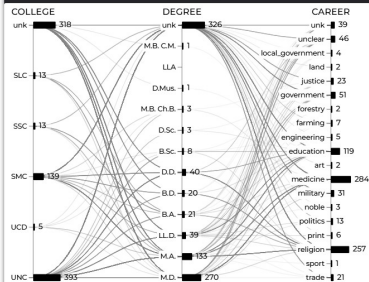 COLLEGE DEGREE CAREER
unk 318
SLC 13
SSC 13
SMC 139
UCD 5
UNC 393
unk 326
M.B. C.M. 1
LLA
D.Mus. 1
M.B. Ch.B. 3
D.Sc. 3
B.Sc. 8
D.D. 40
B.D. 20
B.A. 21
LL.D. 39
M.A. 133
M.D. 270
unk 39
unclear 46
local_government 4
land 2
justice 23
government 51
forestry 2
farming 7
engineering 5
education 119
art 2
medicine 284
military 31
noble 3
politics 13
print 6
religion 257
sport 1
trade 21